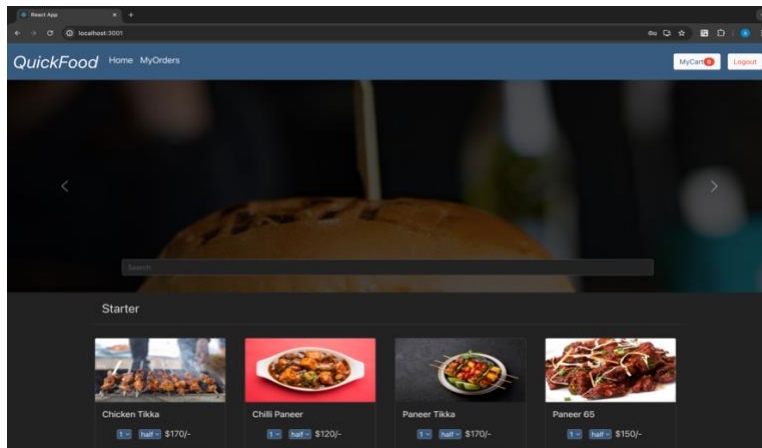 React App
localhost:3001
QuickFood Home MyOrders
MyCart Logout
Search
Starter
Chicken Tikka
Chilli Paneer
Paneer Tikka
Paneer 65
1 half $170/-
1 half $120/-
1 half $170/-
1 half $150/-